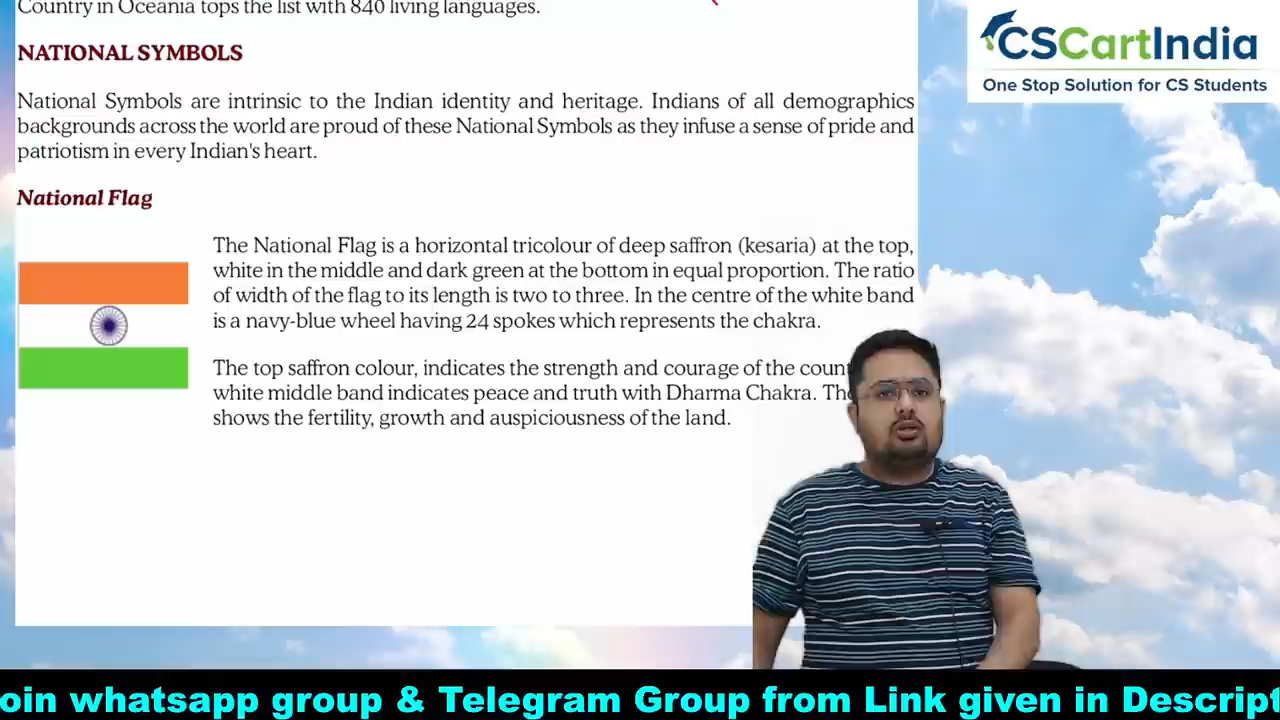 Country in Oceania tops the list with 840 living languages.
CSCartIndia
One Stop Solution for CS Students
NATIONAL SYMBOLS
National Symbols are intrinsic to the Indian identity and heritage. Indians of all demographics
backgrounds across the world are proud of these National Symbols as they infuse a sense of pride and
patriotism in every Indian's heart.
National Flag
The National Flag is a horizontal tricolour of deep saffron (kesaria) at the top,
white in the middle and dark green at the bottom in equal proportion. The ratio
of width of the flag to its length is two to three. In the centre of the white band
is a navy-blue wheel having 24 spokes which represents the chakra.
The top saffron colour, indicates the strength and courage of the
white middle band indicates peace and truth with Dharma Chakra.
shows the fertility, growth and auspiciousness of the land.
whatsapp group & Telegram Group from Link given in